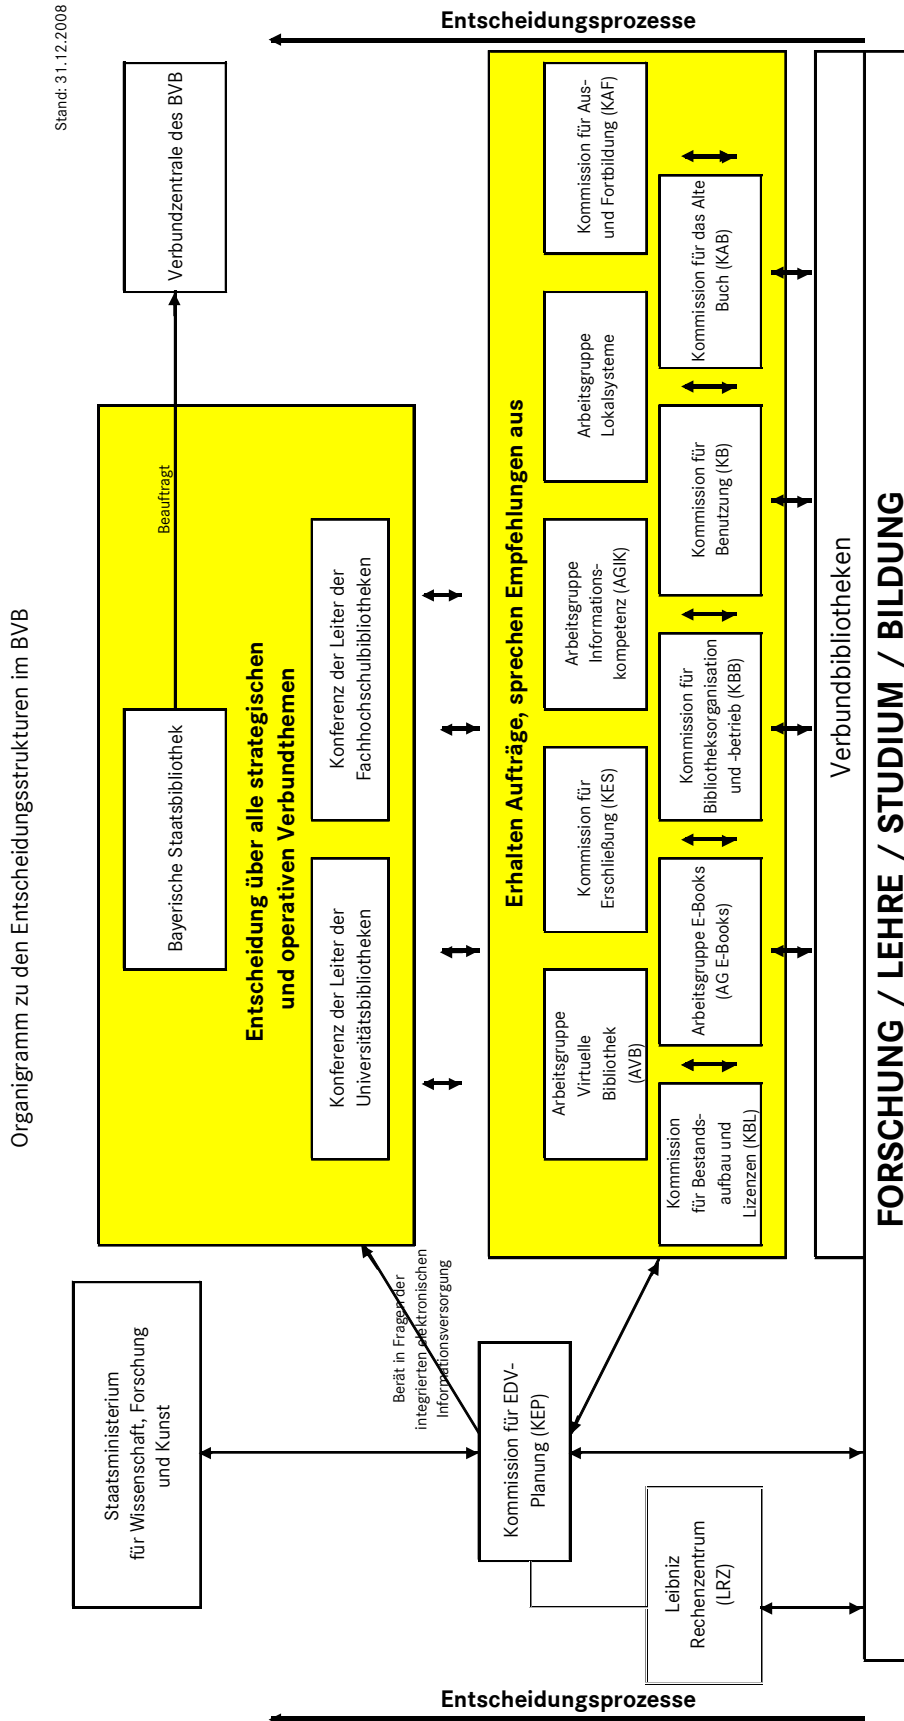 Organigramm zu den Entscheidungsstrukturen im BVB
Stand: 31.12.2008
Staatsministerium
für Wissenschaft, Forschung
und Kunst
Bayerische Staatsbibliothek
Beauftragt
Verbundzentrale des BVB
Entscheidung über alle strategischen
und operativen Verbundthemen
Konferenz der Leiter der
Universitätsbibliotheken
Konferenz der Leiter der
Fachhochschulbibliotheken
Berät in Fragen der
integrierten elektronischen
Informationsversorgung
Entscheidungsprozesse
Entscheidungsprozesse
Kommission für EDV-
Planung (KEP)
Erhalten Aufträge, sprechen Empfehlungen aus
Arbeitsgruppe
Virtuelle
Bibliothek
(AVB)
Kommission für
Erschließung (KES)
Arbeitsgruppe
Informations-
kompetenz (AGIK)
Arbeitsgruppe
Lokalsysteme
Kommission für Aus-
und Fortbildung (KAF)
Leibniz
Rechenzentrum
(LRZ)
Kommission
für Bestands-
aufbau und
Lizenzen (KBL)
Arbeitsgruppe E-Books
(AG E-Books)
Kommission für
Bibliotheksorganisation
und -betrieb (KBB)
Kommission für
Benutzung (KB)
Kommission für das Alte
Buch (KAB)
Verbundbibliotheken
FORSCHUNG / LEHRE / STUDIUM / BILDUNG